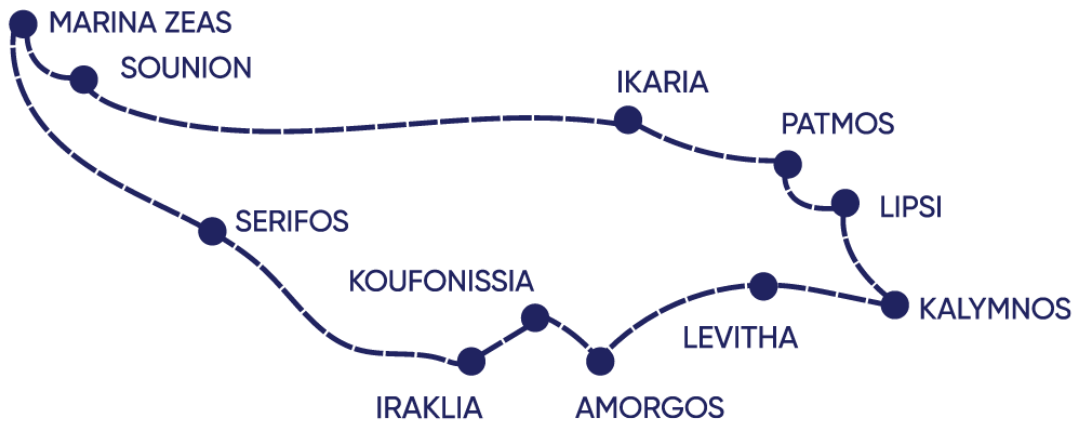 MARINA ZEAS
SOUNION
IKARIA
PATMOS
LIPSI
SERIFOS
KOUFONISSIA
KALYMNOS
LEVITHA
IRAKLIA
AMORGOS